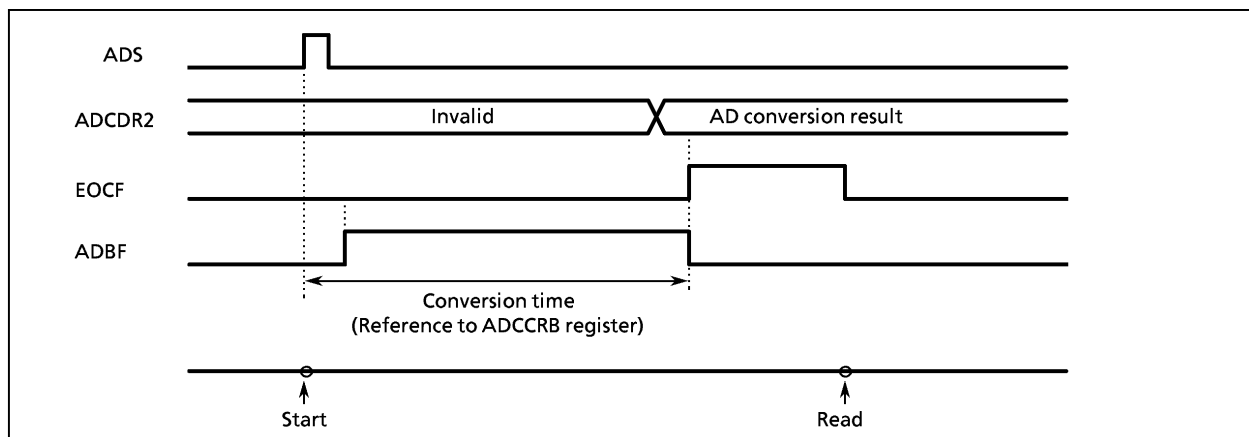 ADS
ADCDR2
Invalid
AD conversion result
EOCF
ADBF
Conversion time
(Reference to ADCCRB register)
Start
Read